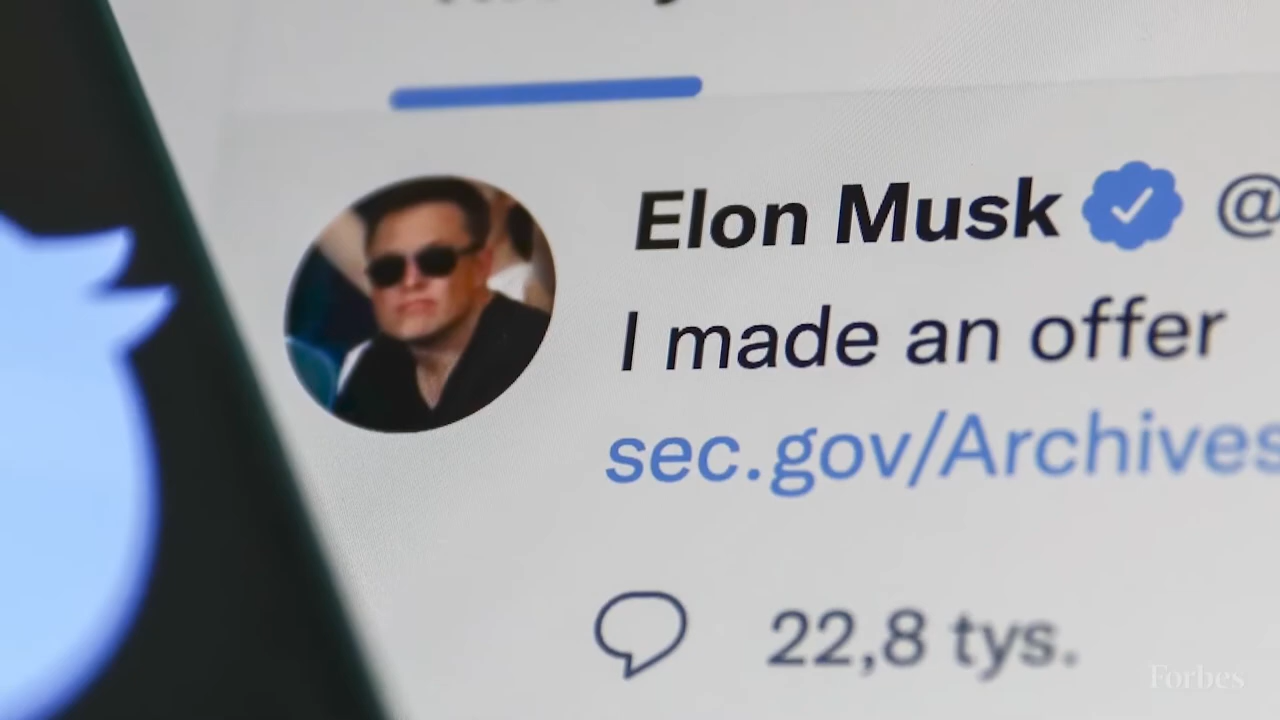 Elon Musk @
I made an offer
sec.gov/Archives
22,8 tys.
Forbes